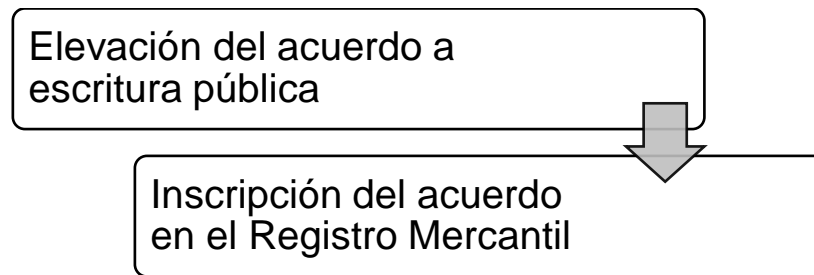 Elevación del acuerdo a
escritura pública
Inscripción del acuerdo
en el Registro Mercantil